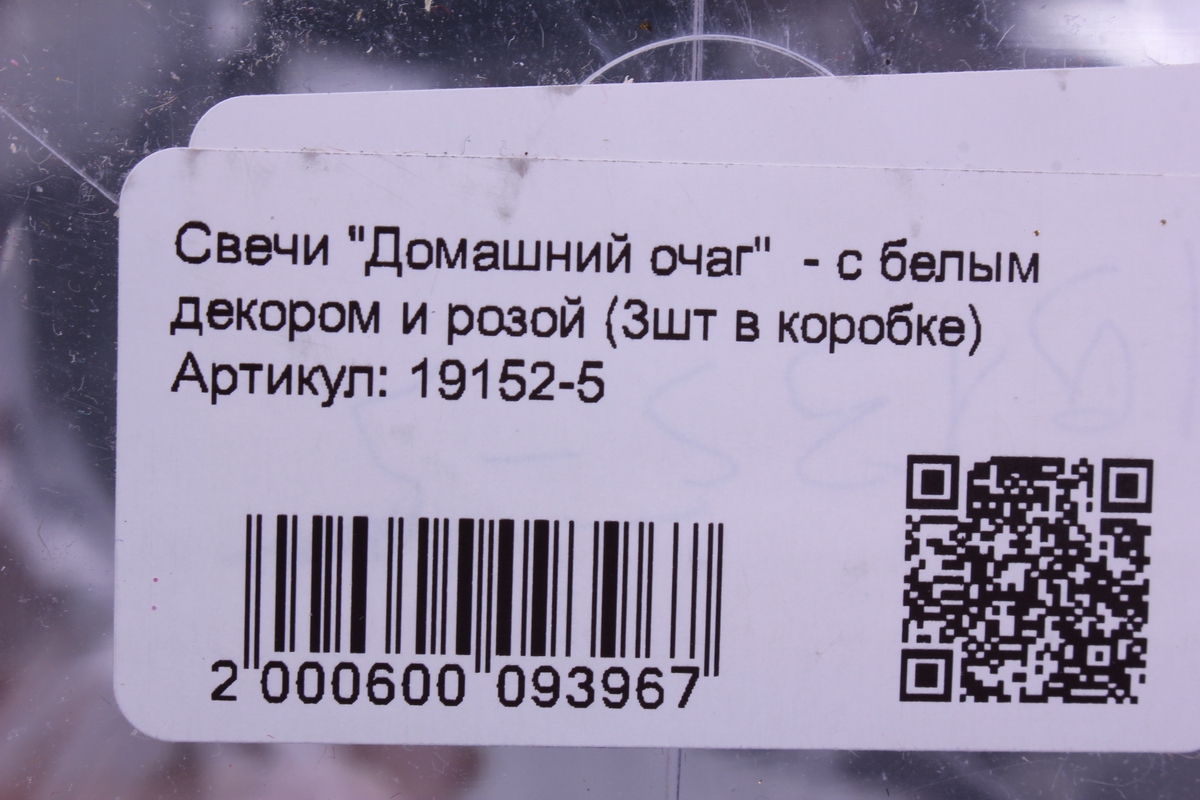 Свечи "Домашний очаг" - с белым
декором и розой (3шт в коробке)
Артикул: 19152-5
2 000600 093967